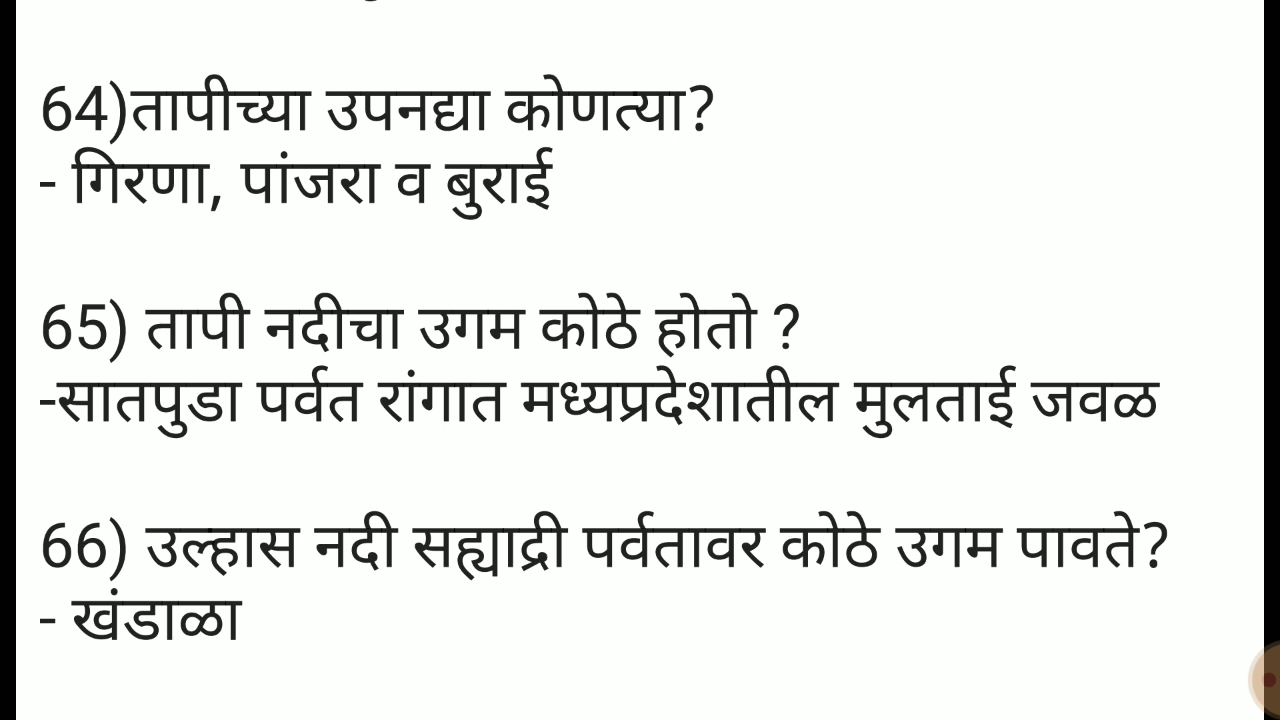 64)तापीच्या उपनद्या कोणत्या?
- गिरणा, पांजरा व बुराई
65) तापी नदीचा उगम कोठे होतो ?
-सातपुडा पर्वत रांगात मध्यप्रदेशातील मुलताई जवळ
66) उल्हास नदी सह्याद्री पर्वतावर कोठे उगम पावते?
- खंडाळा